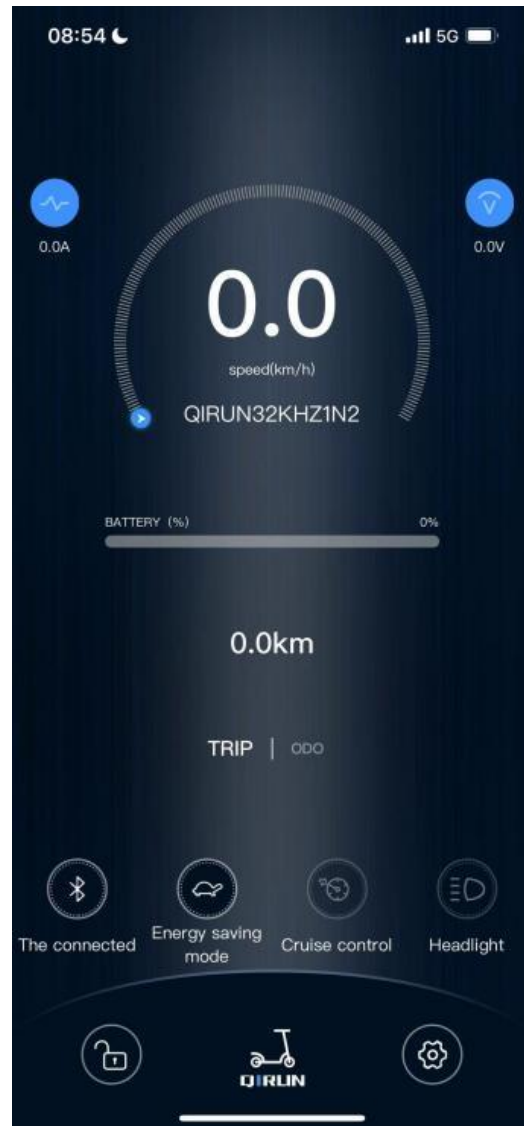 08:54
5G
0.0A
0.0V
0.0
speed(km/h)
QIRUN32KHZ1N2
BATTERY (%)
0%
0.0km
TRIP | ODO
The connected
Energy saving
mode
Cruise control
Headlight
QIRUN